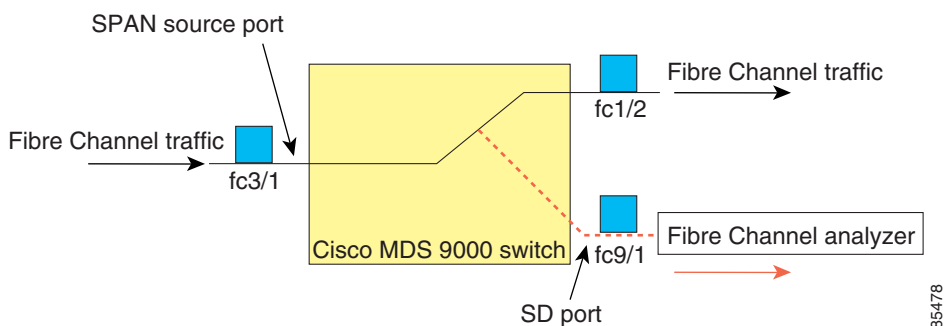 SPAN source port
Fibre Channel traffic
fc1/2
Fibre Channel traffic
fc3/1
Cisco MDS 9000 switch
fc9/1
Fibre Channel analyzer
SD port